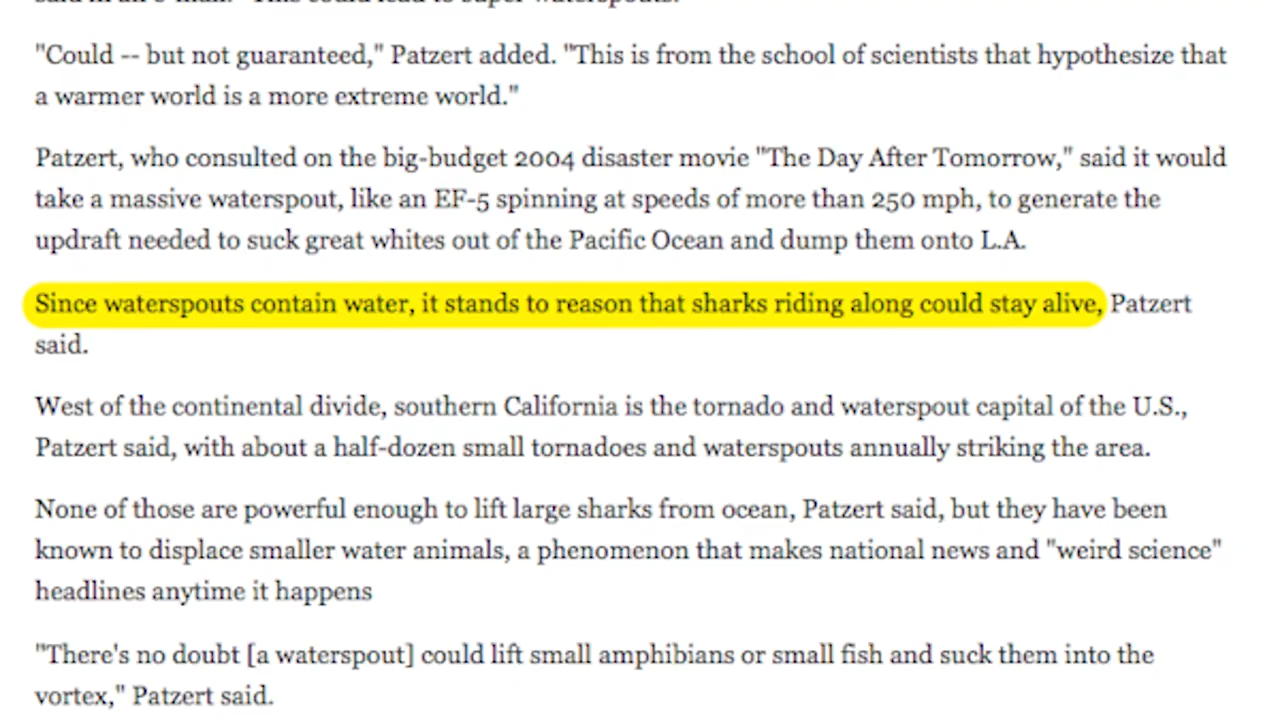 "Could -- but not guaranteed," Patzert added. "This is from the school of scientists that hypothesize that
a warmer world is a more extreme world."
Patzert, who consulted on the big-budget 2004 disaster movie "The Day After Tomorrow," said it would
take a massive waterspout, like an EF-5 spinning at speeds of more than 250 mph, to generate the
updraft needed to suck great whites out of the Pacific Ocean and dump them onto L.A.
Since waterspouts contain water, it stands to reason that sharks riding along could stay alive, Patzert
said.
West of the continental divide, southern California is the tornado and waterspout capital of the U.S.,
Patzert said, with about a half-dozen small tornadoes and waterspouts annually striking the area.
None of those are powerful enough to lift large sharks from ocean, Patzert said, but they have been
known to displace smaller water animals, a phenomenon that makes national news and "weird science"
headlines anytime it happens
"There's no doubt [a waterspout] could lift small amphibians or small fish and suck them into the
vortex," Patzert said.